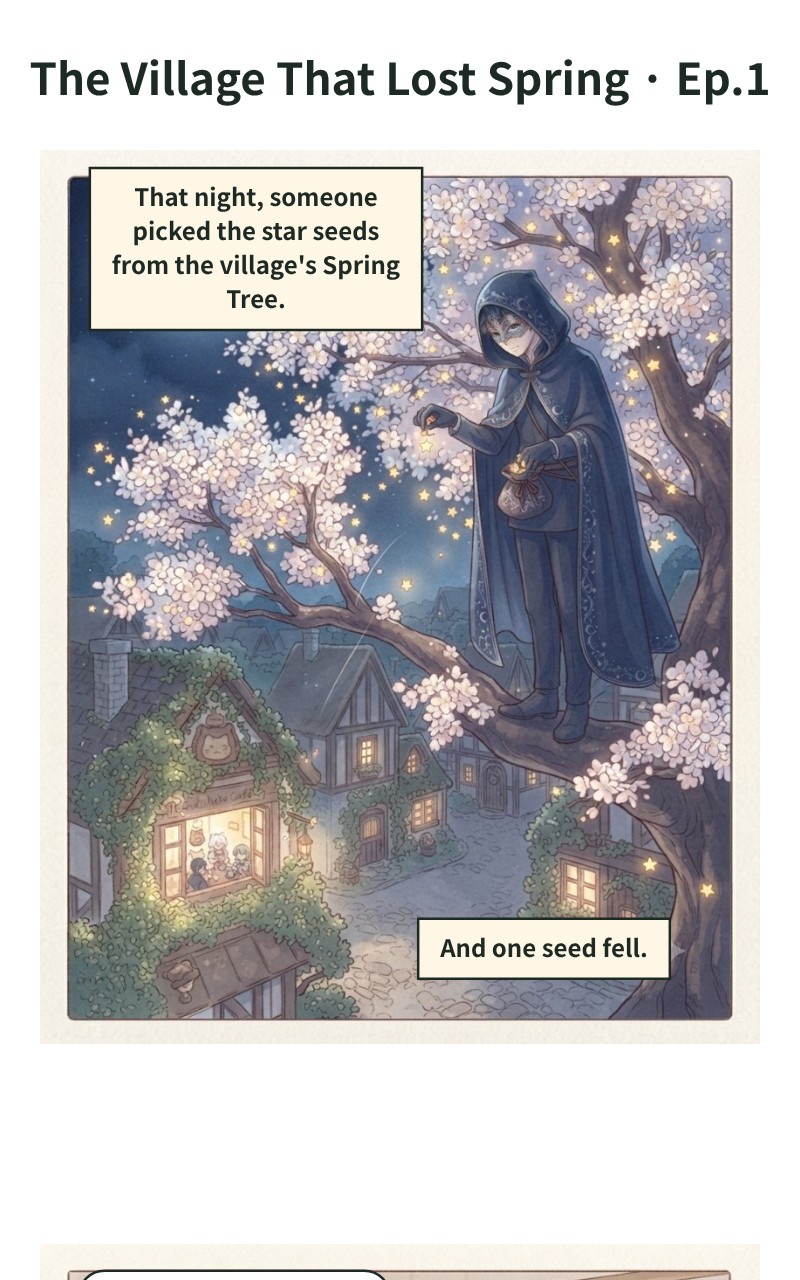 The Village That Lost Spring · Ep.1
That night, someone
picked the star seeds
from the village's Spring
Tree.
And one seed fell.